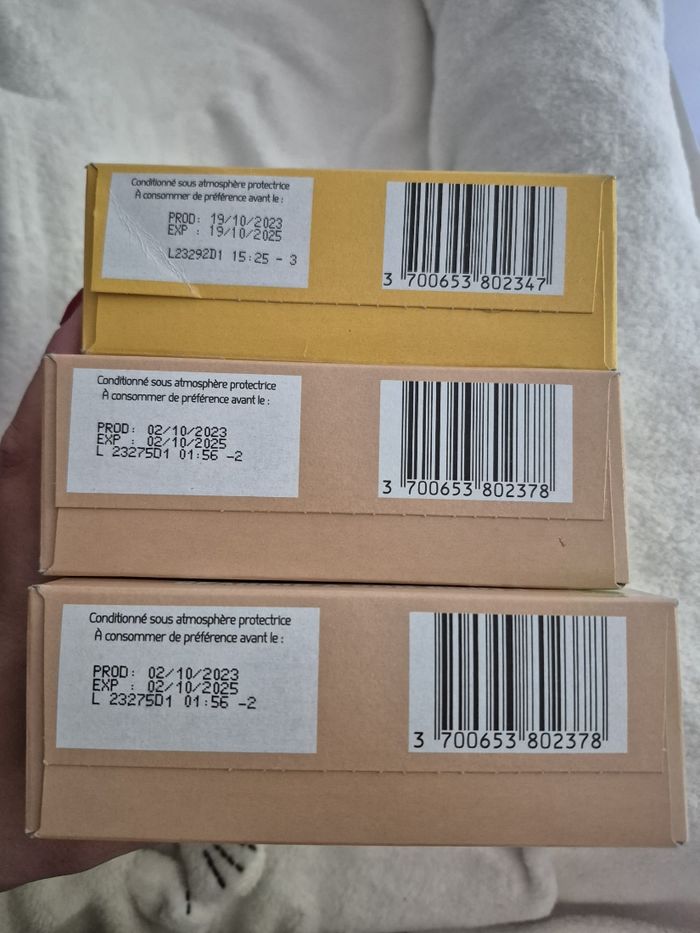 Conditionné sous atmosphère protectrice
À consommer de préférence avant le :
PROD: 19/10/2023
EXP : 19/10/2025
L23292D1 15:25 - 3
3 700653 802347
Conditionné sous atmosphère protectrice
À consommer de préférence avant le :
PROD: 02/10/2023
EXP : 02/10/2025
L 23275D1 01:56 -2
3 700653 802378
Conditionné sous atmosphère protectrice
À consommer de préférence avant le :
PROD: 02/10/2023
EXP : 02/10/2025
L 23275D1 01:56 -2
3 700653 802378